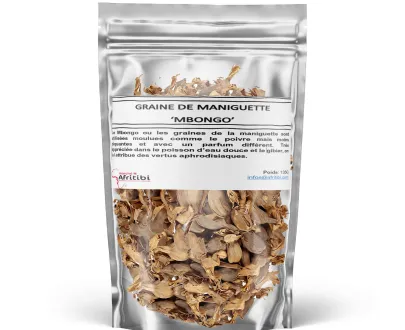 GRAINE DE MANIGUETTE
'MBONGO'
Le Mbongo ou les graines de la maniguette sont
utilisées moulues comme le poivre mais moins
piquantes et avec un parfum différent. Très
appréciée dans le poisson d'eau douce et le gibier, on
lui attribue des vertus aphrodisiaques.
Poids
Africibi